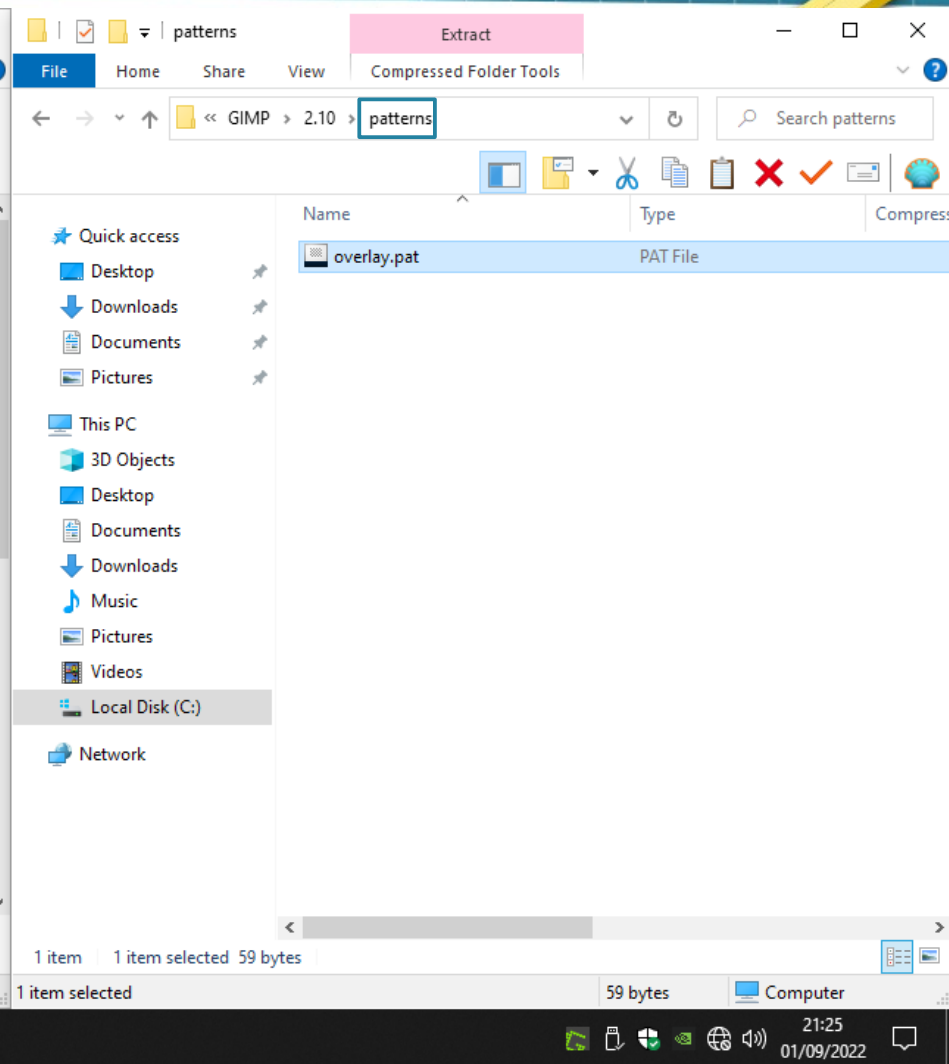 patterns
Extract
File
Home
Share
View
Compressed Folder Tools
?
« GIMP > 2.10 > patterns
Search patterns
Name
Type
Compress
Quick access
Desktop
Downloads
Documents
Pictures
This PC
3D Objects
Desktop
Documents
Downloads
Music
Pictures
Videos
Local Disk (C:)
Network
overlay.pat
PAT File
1 item
1 item selected 59 bytes
1 item selected
59 bytes
Computer
21:25
01/09/2022